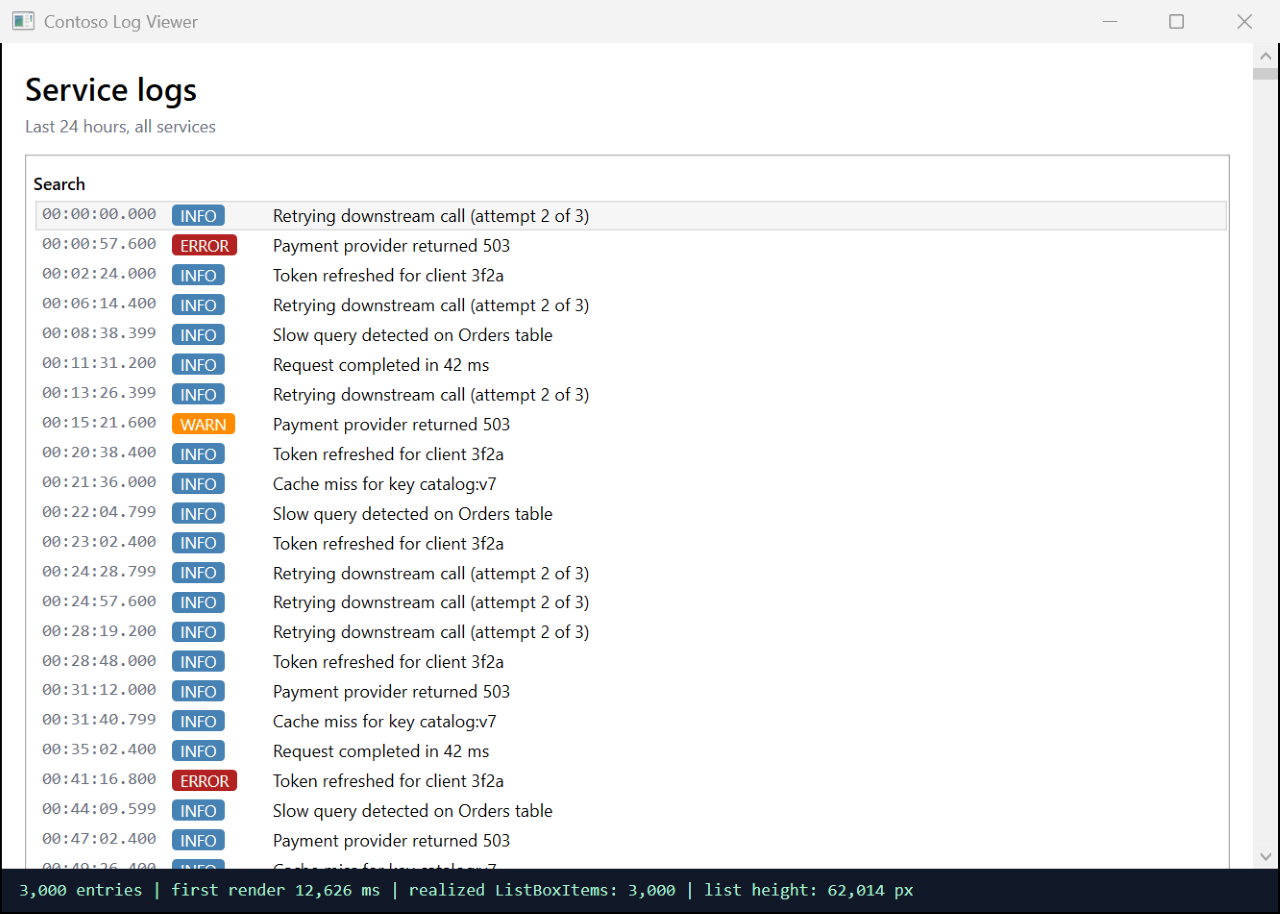 Contoso Log Viewer
Service logs
Last 24 hours, all services
Search
00:00:00.000 INFO Retrying downstream call (attempt 2 of 3)
00:00:57.600 ERROR Payment provider returned 503
00:02:24.000 INFO Token refreshed for client 3f2a
00:06:14.400 INFO Retrying downstream call (attempt 2 of 3)
00:08:38.399 INFO Slow query detected on Orders table
00:11:31.200 INFO Request completed in 42 ms
00:13:26.399 INFO Retrying downstream call (attempt 2 of 3)
00:15:21.600 WARN Payment provider returned 503
00:20:38.400 INFO Token refreshed for client 3f2a
00:21:36.000 INFO Cache miss for key catalog:v7
00:22:04.799 INFO Slow query detected on Orders table
00:23:02.400 INFO Token refreshed for client 3f2a
00:24:28.799 INFO Retrying downstream call (attempt 2 of 3)
00:24:57.600 INFO Retrying downstream call (attempt 2 of 3)
00:28:19.200 INFO Retrying downstream call (attempt 2 of 3)
00:28:48.000 INFO Token refreshed for client 3f2a
00:31:12.000 INFO Payment provider returned 503
00:31:40.799 INFO Cache miss for key catalog:v7
00:35:02.400 INFO Request completed in 42 ms
00:41:16.800 ERROR Token refreshed for client 3f2a
00:44:09.599 INFO Slow query detected on Orders table
00:47:02.400 INFO Payment provider returned 503
00:49:26.400 INFO Cache miss for key catalog:v7
3,000 entries | first render 12,626 ms | realized ListBoxItems: 3,000 | list height: 62,014 px